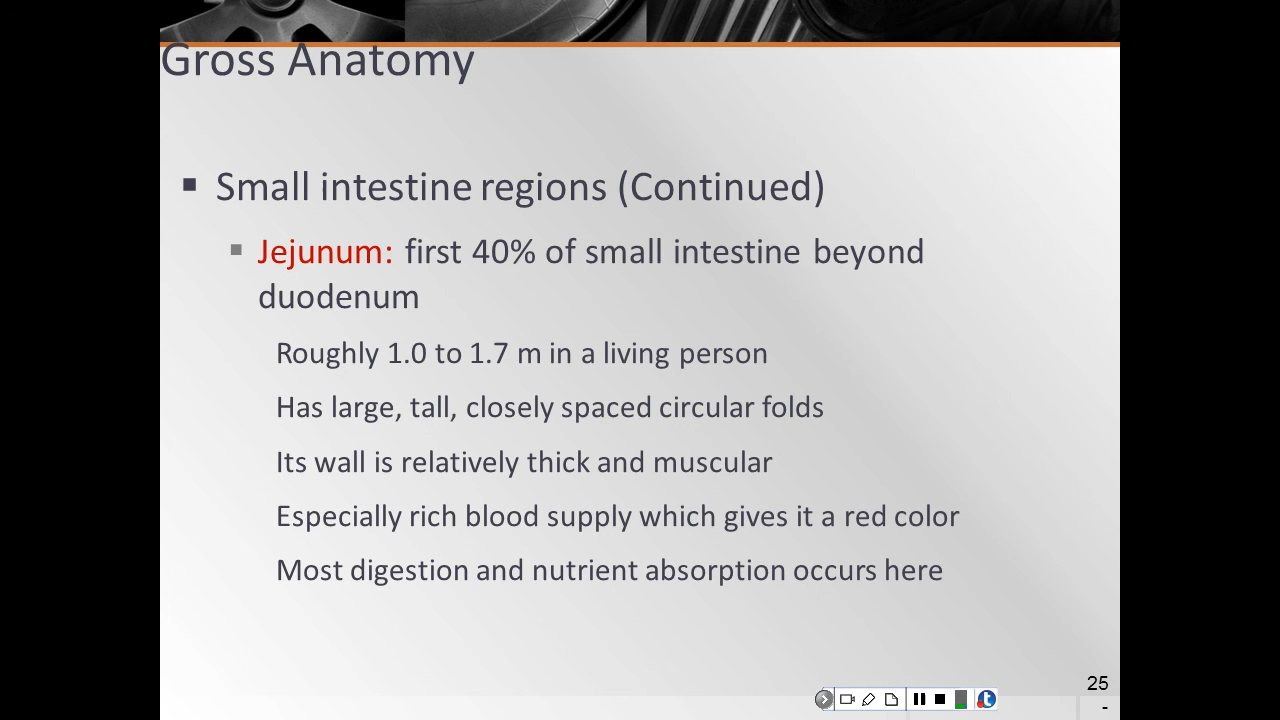 Gross Anatomy
▪ Small intestine regions (Continued)
▪ Jejunum: first 40% of small intestine beyond
duodenum
Roughly 1.0 to 1.7 m in a living person
Has large, tall, closely spaced circular folds
Its wall is relatively thick and muscular
Especially rich blood supply which gives it a red color
Most digestion and nutrient absorption occurs here
25
-
t